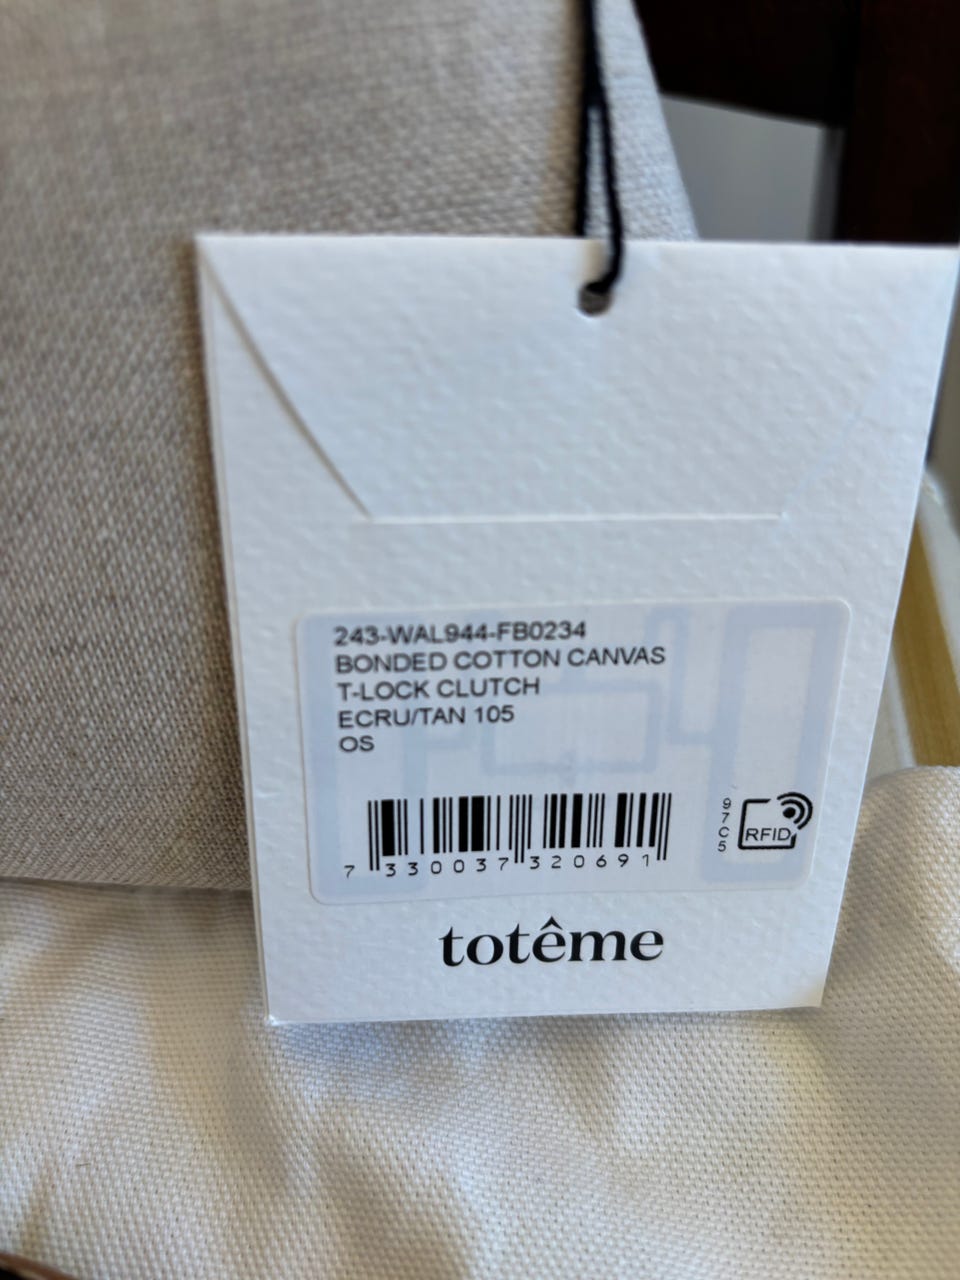 243-WAL944-FB0234
BONDED COTTON CANVAS
T-LOCK CLUTCH
ECRU/TAN 105
OS
7 330037 320691
97C5
RFID
totême